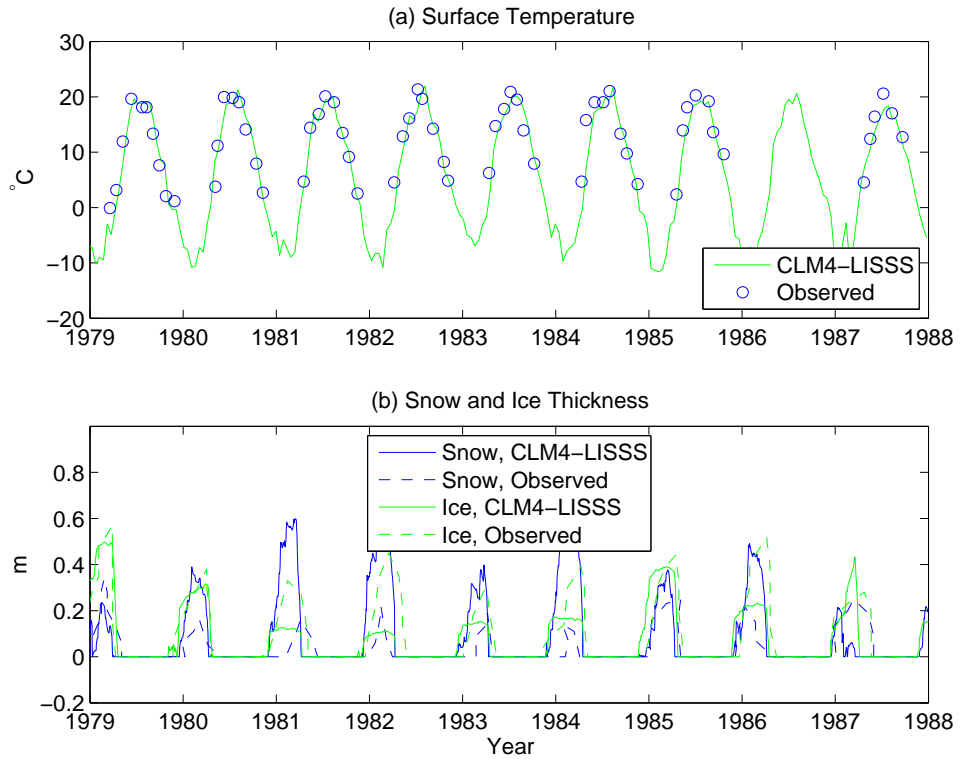 (a) Surface Temperature
30
20
10
0
−10
−20
°C
CLM4−LISSS
Observed
1979 1980 1981 1982 1983 1984 1985 1986 1987 1988
(b) Snow and Ice Thickness
0.8
0.6
0.4
0.2
0
−0.2
m
Snow, CLM4−LISSS
Snow, Observed
Ice, CLM4−LISSS
Ice, Observed
1979 1980 1981 1982 1983 1984 1985 1986 1987 1988
Year